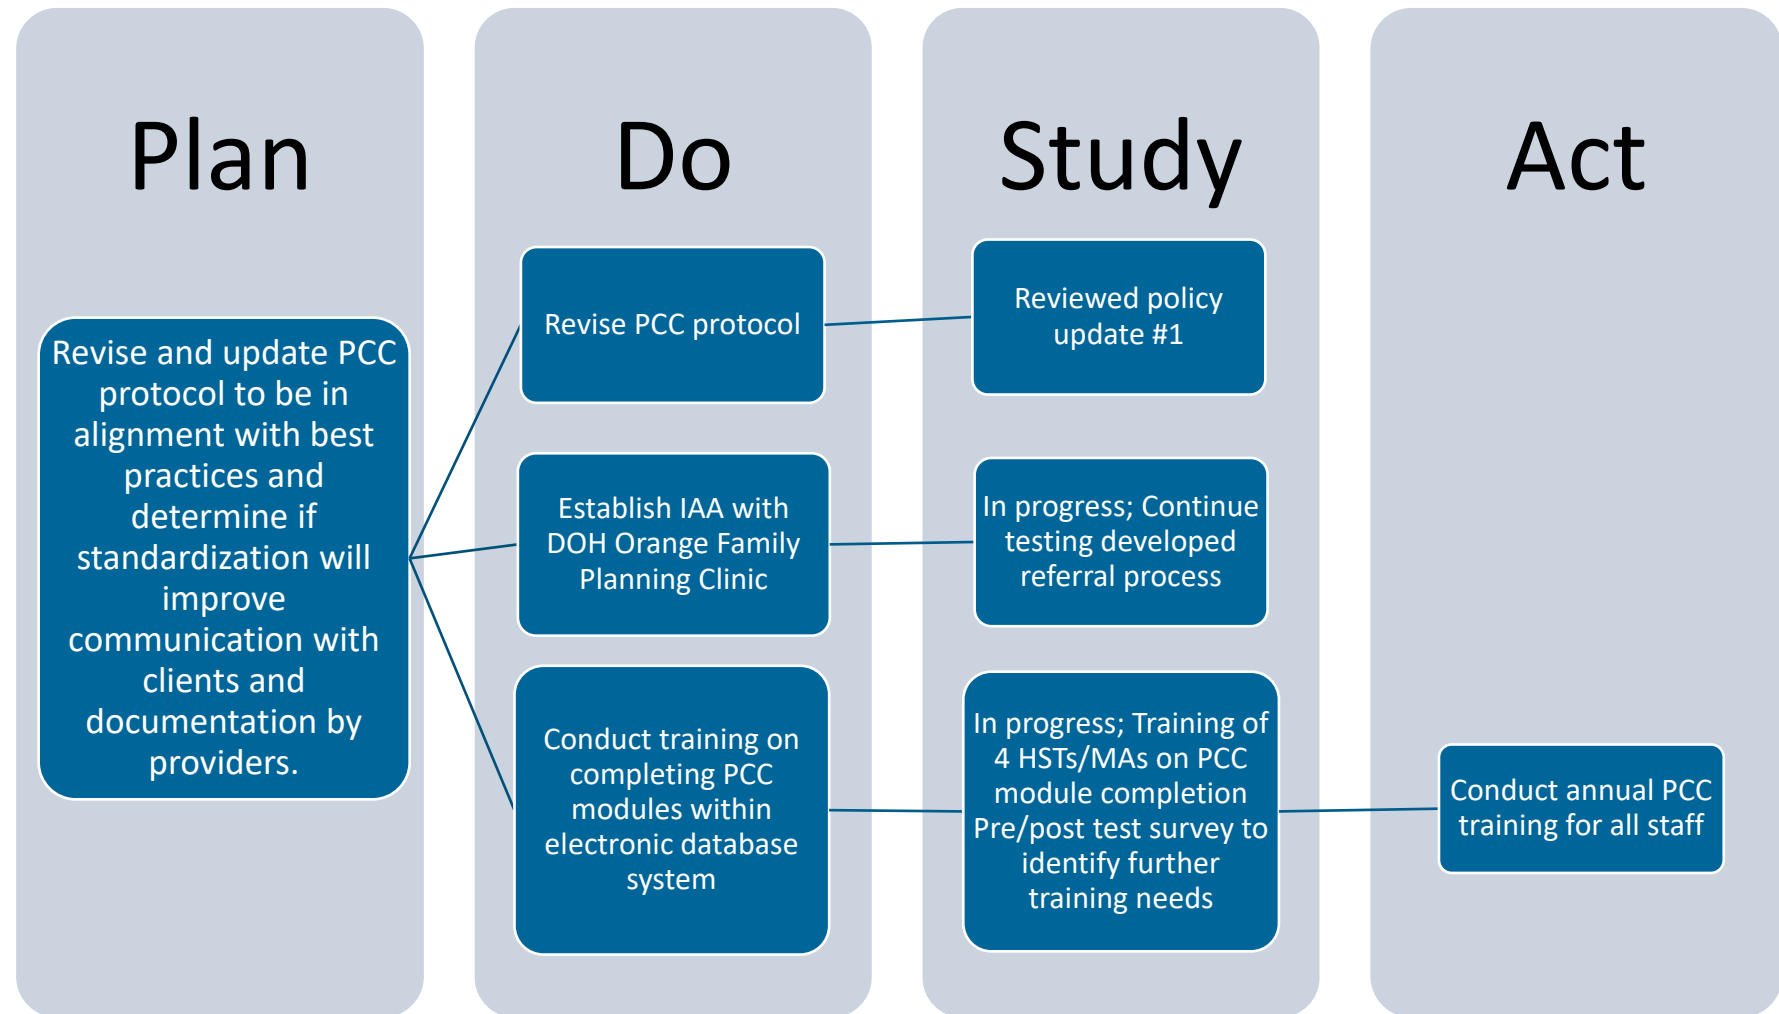 Plan
Revise and update PCC
protocol to be in
alignment with best
practices and
determine if
standardization will
improve
communication with
clients and
documentation by
providers.
Do
Revise PCC protocol
Establish IAA with
DOH Orange Family
Planning Clinic
Conduct training on
completing PCC
modules within
electronic database
system
Study
Reviewed policy
update #1
In progress; Continue
testing developed
referral process
In progress; Training of
4 HSTs/MAs on PCC
module completion
Pre/post test survey to
identify further
training needs
Act
Conduct annual PCC
training for all staff